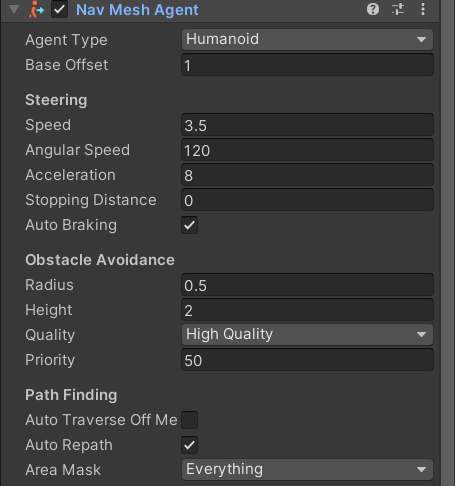 Nav Mesh Agent
Agent Type Humanoid
Base Offset 1
Steering
Speed 3.5
Angular Speed 120
Acceleration 8
Stopping Distance 0
Auto Braking
Obstacle Avoidance
Radius 0.5
Height 2
Quality High Quality
Priority 50
Path Finding
Auto Traverse Off Me
Auto Repath
Area Mask Everything